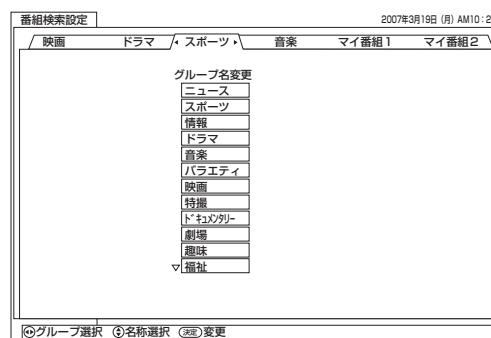 番組検索設定 2007年3月19日 (月) AM10:2
映画 ドラマ スポーツ 音楽 マイ番組1 マイ番組2
グループ名変更
ニュース
スポーツ
情報
ドラマ
音楽
バラエティ
映画
特撮
ドキュメンタリー
劇場
趣味
福祉
グループ選択 名称選択 決定 変更